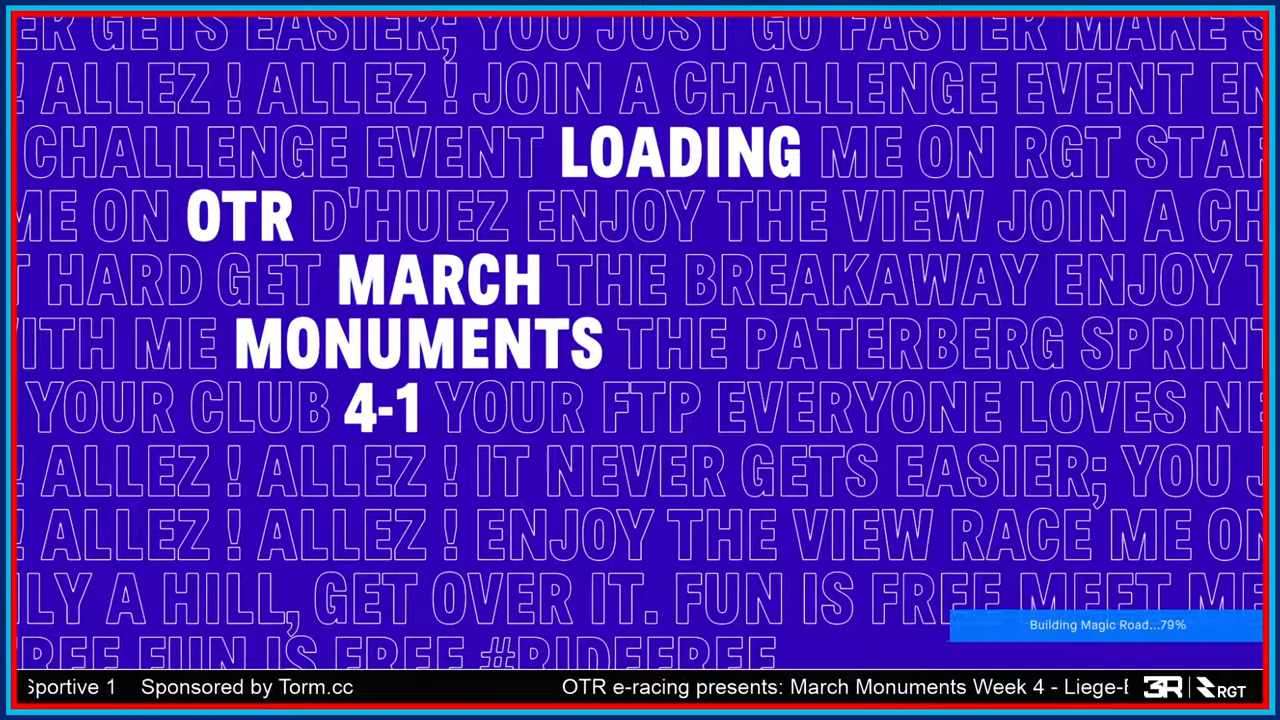 ER GETS EASIER; YOU JUST GO FASTER MAKE S
! ALLEZ ! ALLEZ ! JOIN A CHALLENGE EVENT EN
CHALLENGE EVENT LOADING ME ON RGT STAR
ME ON OTR D'HUEZ ENJOY THE VIEW JOIN A CH
T HARD GET MARCH THE BREAKAWAY ENJOY T
WITH ME MONUMENTS THE PATERBERG SPRINT
YOUR CLUB 4-1 YOUR FTP EVERYONE LOVES NE
! ALLEZ ! ALLEZ ! IT NEVER GETS EASIER; YOU J
! ALLEZ ! ALLEZ ! ENJOY THE VIEW RACE ME ON
NLY A HILL, GET OVER IT. FUN IS FREE MEET ME
Building Magic Road...79%
FREE FUN IS FREE #RIDEFREE
Sportive 1 Sponsored by Torm.cc OTR e-racing presents: March Monuments Week 4 - Liege-B 3R RGT